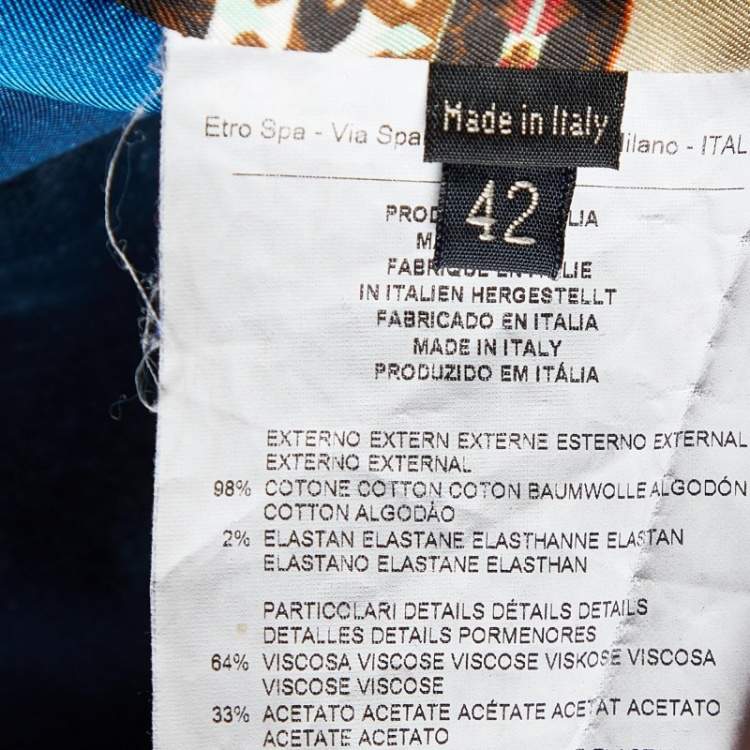 Made in Italy
Etro Spa - Via Spa ilano - ITAL
42
PROD LIA
M
FABRIQUE EN ITALIE
IN ITALIEN HERGESTELLT
FABRICADO EN ITÁLIA
MADE IN ITALY
PRODUZIDO EM ITÁLIA
EXTERNO EXTERN EXTERNE ESTERNO EXTERNAL
EXTERNO EXTERNAL
98% COTONE COTTON COTON BAUMWOLLE ALGODÓN
COTTON ALGODÃO
2% ELASTAN ELASTANE ELASTHANNE ELASTAN
ELASTANO ELASTANE ELASTHAN
PARTICOLARI DETAILS DÉTAILS DETAILS
DETALLES DETAILS PORMENORES
64% VISCOSA VISCOSE VISCOSE VISKOSE VISCOSA
VISCOSE VISCOSE
33% ACETATO ACETATE ACÉTATE ACETAT ACETATO
ACETATE ACETATO